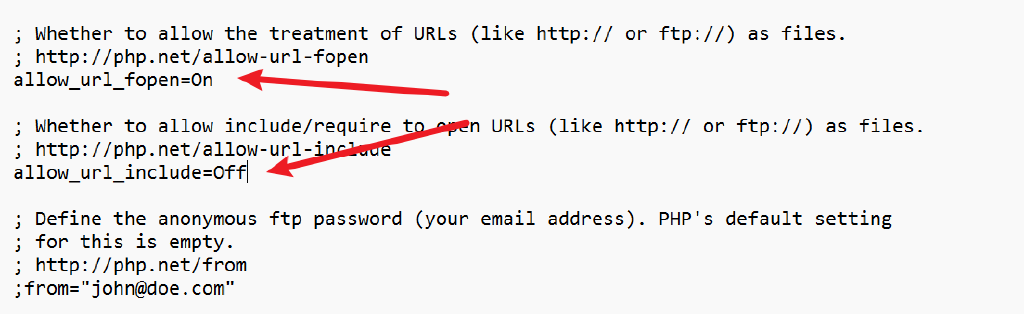 ; Whether to allow the treatment of URLs (like http:// or ftp://) as files.
; http://php.net/allow-url-fopen
allow_url_fopen=On
; Whether to allow include/require to open URLs (like http:// or ftp://) as files.
; http://php.net/allow-url-include
allow_url_include=Off
; Define the anonymous ftp password (your email address). PHP's default setting
; for this is empty.
; http://php.net/from
;from="john@doe.com"